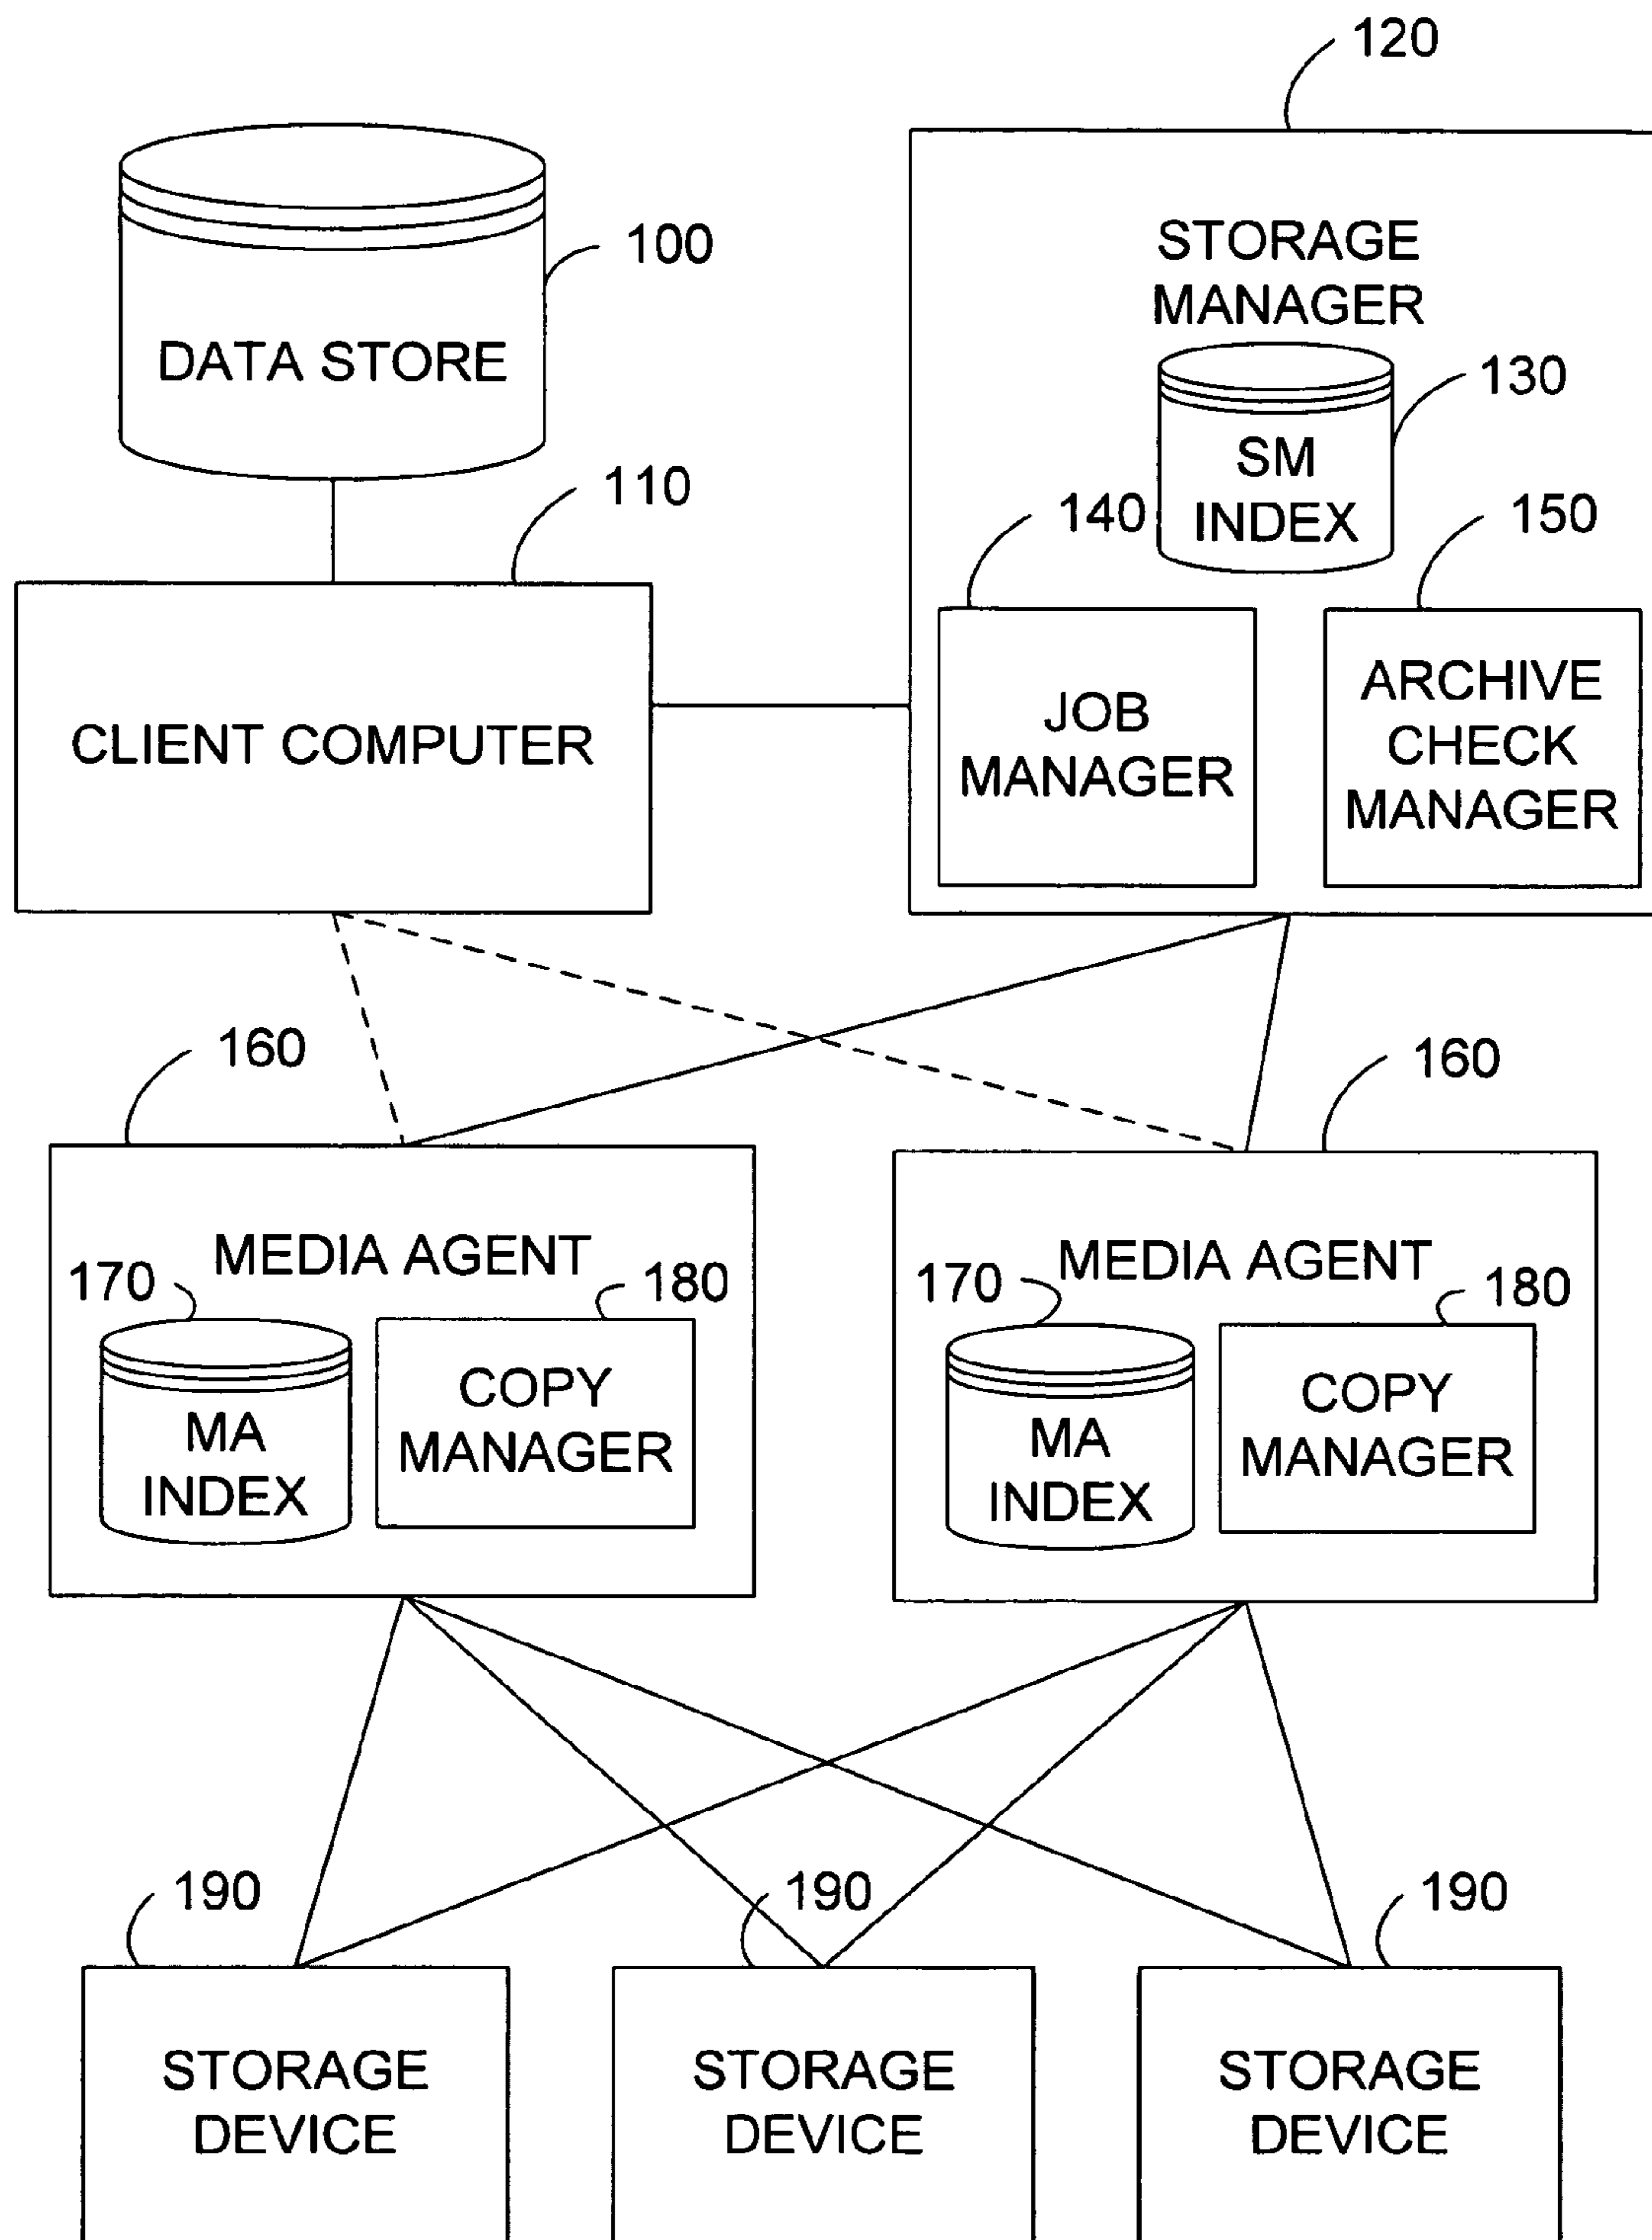 120
100
DATA STORE
STORAGE
MANAGER
130
SM
INDEX
110
140
150
CLIENT COMPUTER
JOB
MANAGER
ARCHIVE
CHECK
MANAGER
160
160
MEDIA AGENT
170
180
MA
INDEX
COPY
MANAGER
MEDIA AGENT
170
180
MA
INDEX
COPY
MANAGER
190
190
190
STORAGE
DEVICE
STORAGE
DEVICE
STORAGE
DEVICE